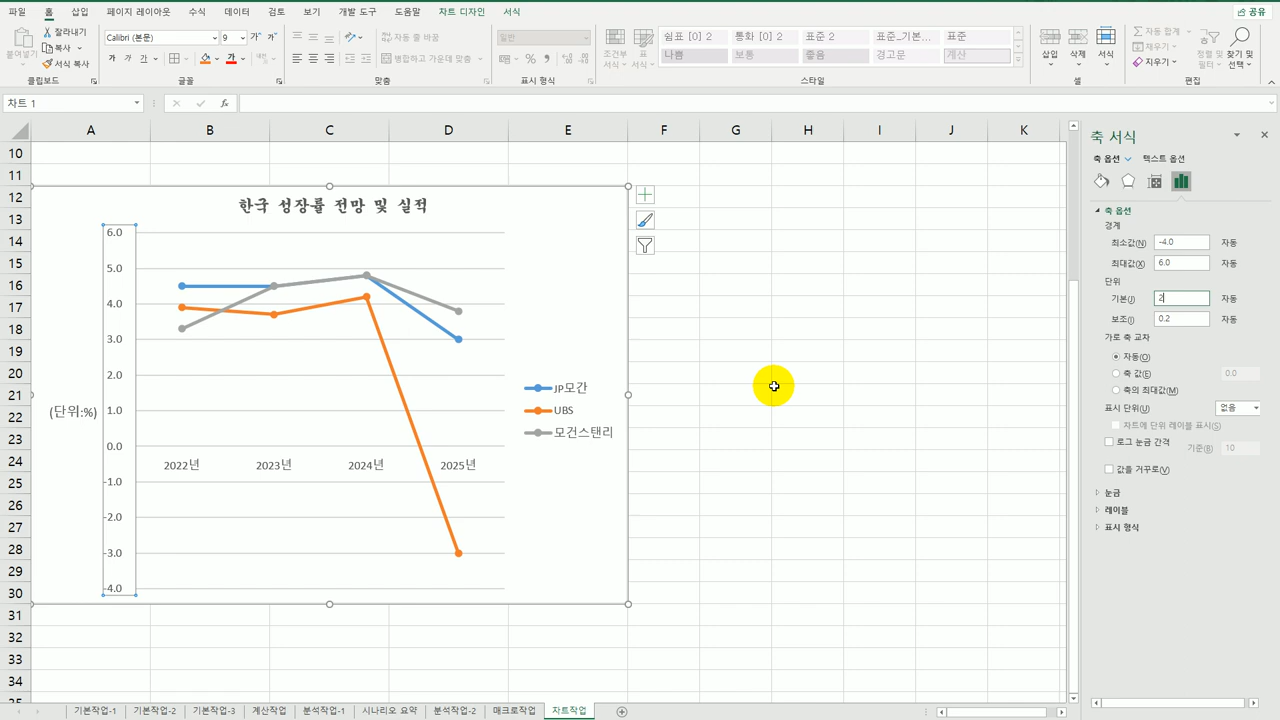 파일 홈 삽입 페이지 레이아웃 수식 데이터 검토 보기 개발 도구 도움말 차트 디자인 서식 공유
붙여넣기
잘라내기
복사
서식 복사
클립보드
Calibri (본문) 9 가^ 가ˇ
가 가 가 가 가
글꼴
자동 줄 바꿈
병합하고 가운데 맞춤
맞춤
일반
%
표시 형식
조건부 서식
표 서식
쉼표 [0] 2 통화 [0] 2 표준 2 표준_기본... 표준
나쁨 보통 좋음 경고문 계산
스타일
삽입 삭제 서식
셀
자동 합계
채우기
지우기
정렬 및 필터
찾기 및 선택
편집
차트 1 fx
A B C D E F G H I J K
10
11
12
13
14
15
16
17
18
19
20
21
22
23
24
25
26
27
28
29
30
31
32
33
34
한국 성장률 전망 및 실적
6.0
5.0
4.0
3.0
2.0
1.0
0.0
-1.0
-2.0
-3.0
-4.0
(단위:%)
2022년 2023년 2024년 2025년
JP모간
UBS
모건스탠리
축 서식
축 옵션 텍스트 옵션
축 옵션
경계
최소값(N) -4.0 자동
최대값(X) 6.0 자동
단위
기본(J) 2 자동
보조(I) 0.2 자동
가로 축 교차
자동(O)
축 값(E) 0.0
축의 최대값(M)
표시 단위(U) 없음
차트에 단위 레이블 표시(S)
로그 눈금 간격 기준(B) 10
값을 거꾸로(V)
눈금
레이블
표시 형식
기본작업-1 기본작업-2 기본작업-3 계산작업 분석작업-1 시나리오 요약 분석작업-2 매크로작업 차트작업